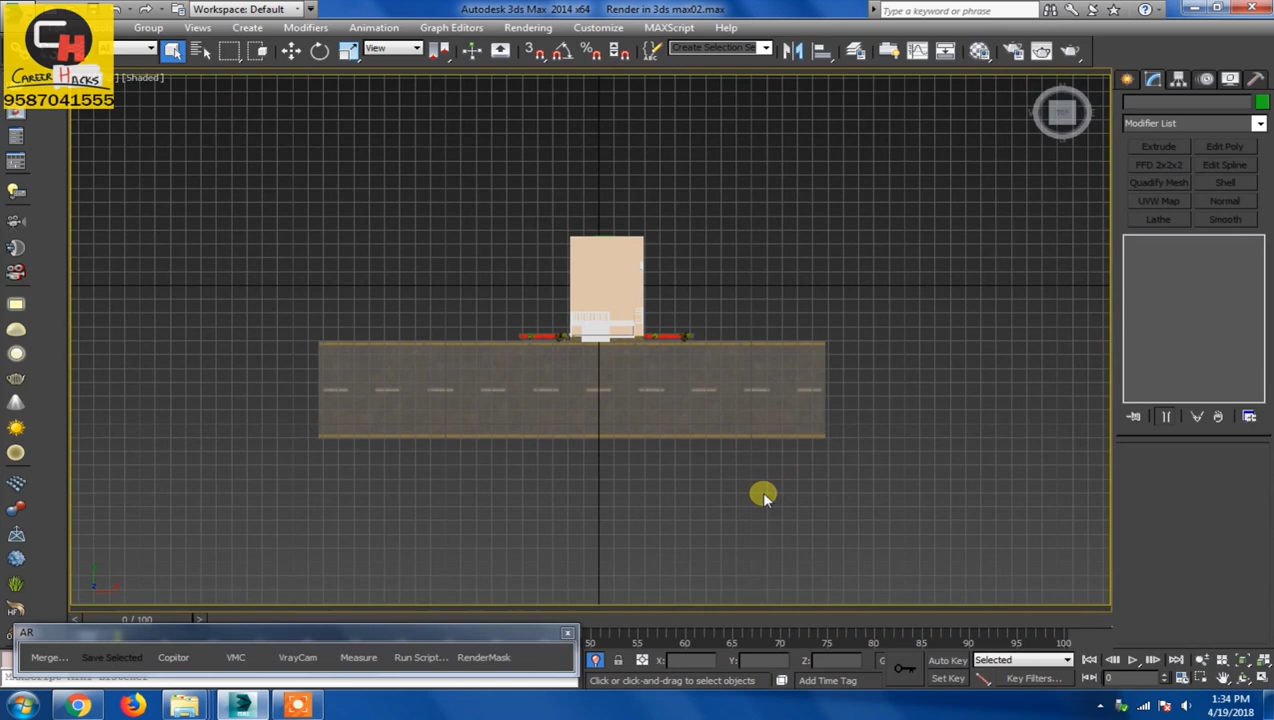 Workspace: Default
Autodesk 3ds Max 2014 x64 Render in 3ds max02.max
Type a keyword or phrase
Group Views Create Modifiers Animation Graph Editors Rendering Customize MAXScript Help
All
View
Create Selection Se
ABC
CAREER HACKS
9587041555
[Shaded]
TOP
Modifier List
Extrude Edit Poly
FFD 2x2x2 Edit Spline
Quadify Mesh Shell
UVW Map Normal
Lathe Smooth
HF
0 / 100
AR
50 55 60 65 70 75 80 85 90 95 100
Merge... Save Selected Copitor VMC VrayCam Measure Run Script... RenderMask
X: Y: Z: G
Auto Key Selected
Click or click-and-drag to select objects
Add Time Tag
Set Key Key Filters... 0
1:34 PM
4/19/2018